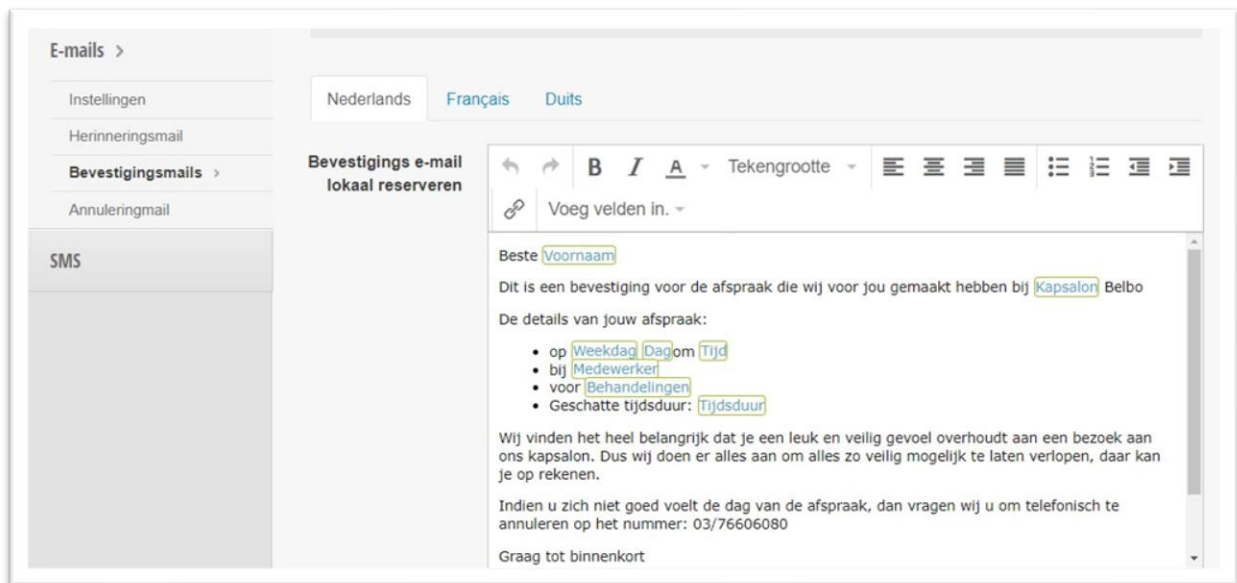 E-mails >
Instellingen
Herinneringsmail
Bevestigingsmails >
Annuleringmail
SMS
Nederlands Français Duits
Bevestigings e-mail
lokaal reserveren
B I A Tekengrootte
Voeg velden in.
Beste Voornaam
Dit is een bevestiging voor de afspraak die wij voor jou gemaakt hebben bij Kapsalon Belbo
De details van jouw afspraak:
• op Weekdag Dag om Tijd
• bij Medewerker
• voor Behandelingen
• Geschatte tijdsduur: Tijdsduur
Wij vinden het heel belangrijk dat je een leuk en veilig gevoel overhoudt aan een bezoek aan
ons kapsalon. Dus wij doen er alles aan om alles zo veilig mogelijk te laten verlopen, daar kan
je op rekenen.
Indien u zich niet goed voelt de dag van de afspraak, dan vragen wij u om telefonisch te
annuleren op het nummer: 03/76606080
Graag tot binnenkort